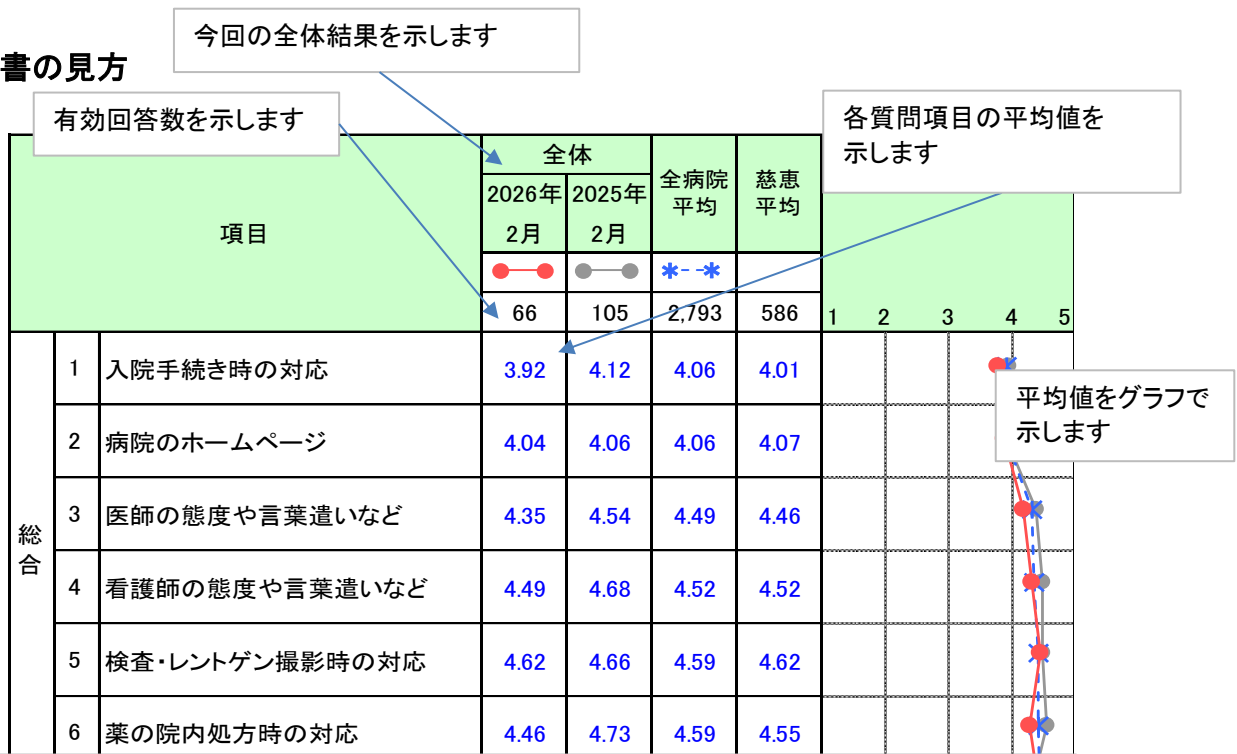 今回の全体結果を示します
書の見方
有効回答数を示します
各質問項目の平均値を
示します
項目
全体
2026年
2月
2025年
2月
全病院
平均
慈恵
平均
66 105 2,793 586 1 2 3 4 5
総合
1 入院手続き時の対応 3.92 4.12 4.06 4.01
平均値をグラフで
示します
2 病院のホームページ 4.04 4.06 4.06 4.07
3 医師の態度や言葉遣いなど 4.35 4.54 4.49 4.46
4 看護師の態度や言葉遣いなど 4.49 4.68 4.52 4.52
5 検査・レントゲン撮影時の対応 4.62 4.66 4.59 4.62
6 薬の院内処方時の対応 4.46 4.73 4.59 4.55